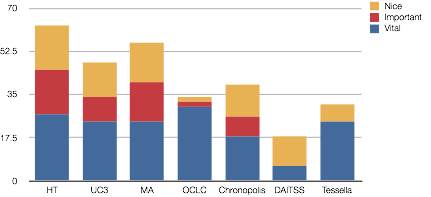 70
52.5
35
17.5
0
HT UC3 MA OCLC Chronopolis DAITSS Tessella
Nice
Important
Vital